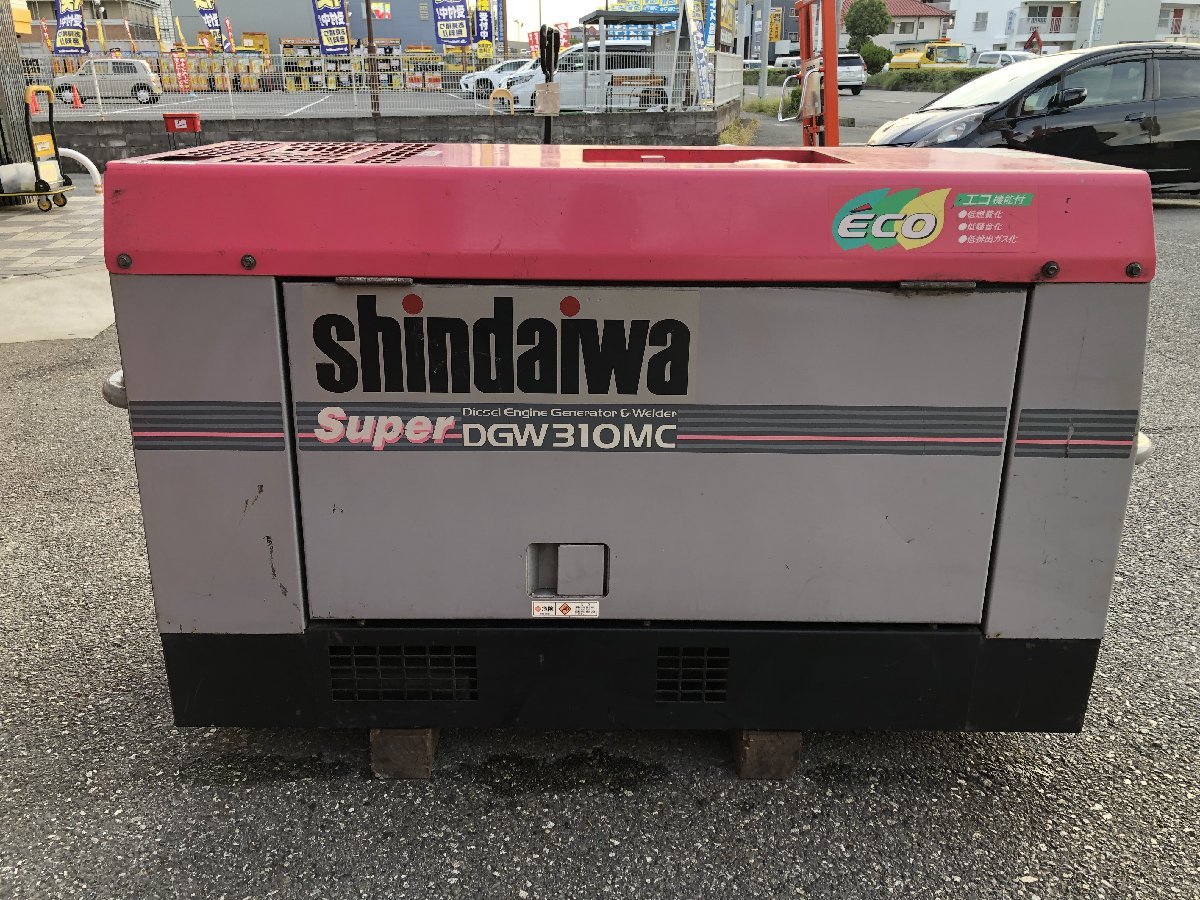 ECO
エコ機能付
●低燃費化
●低騒音化
●低排出ガス化
shindaiwa
Super
Diesel Engine Generator & Welder
DGW310MC